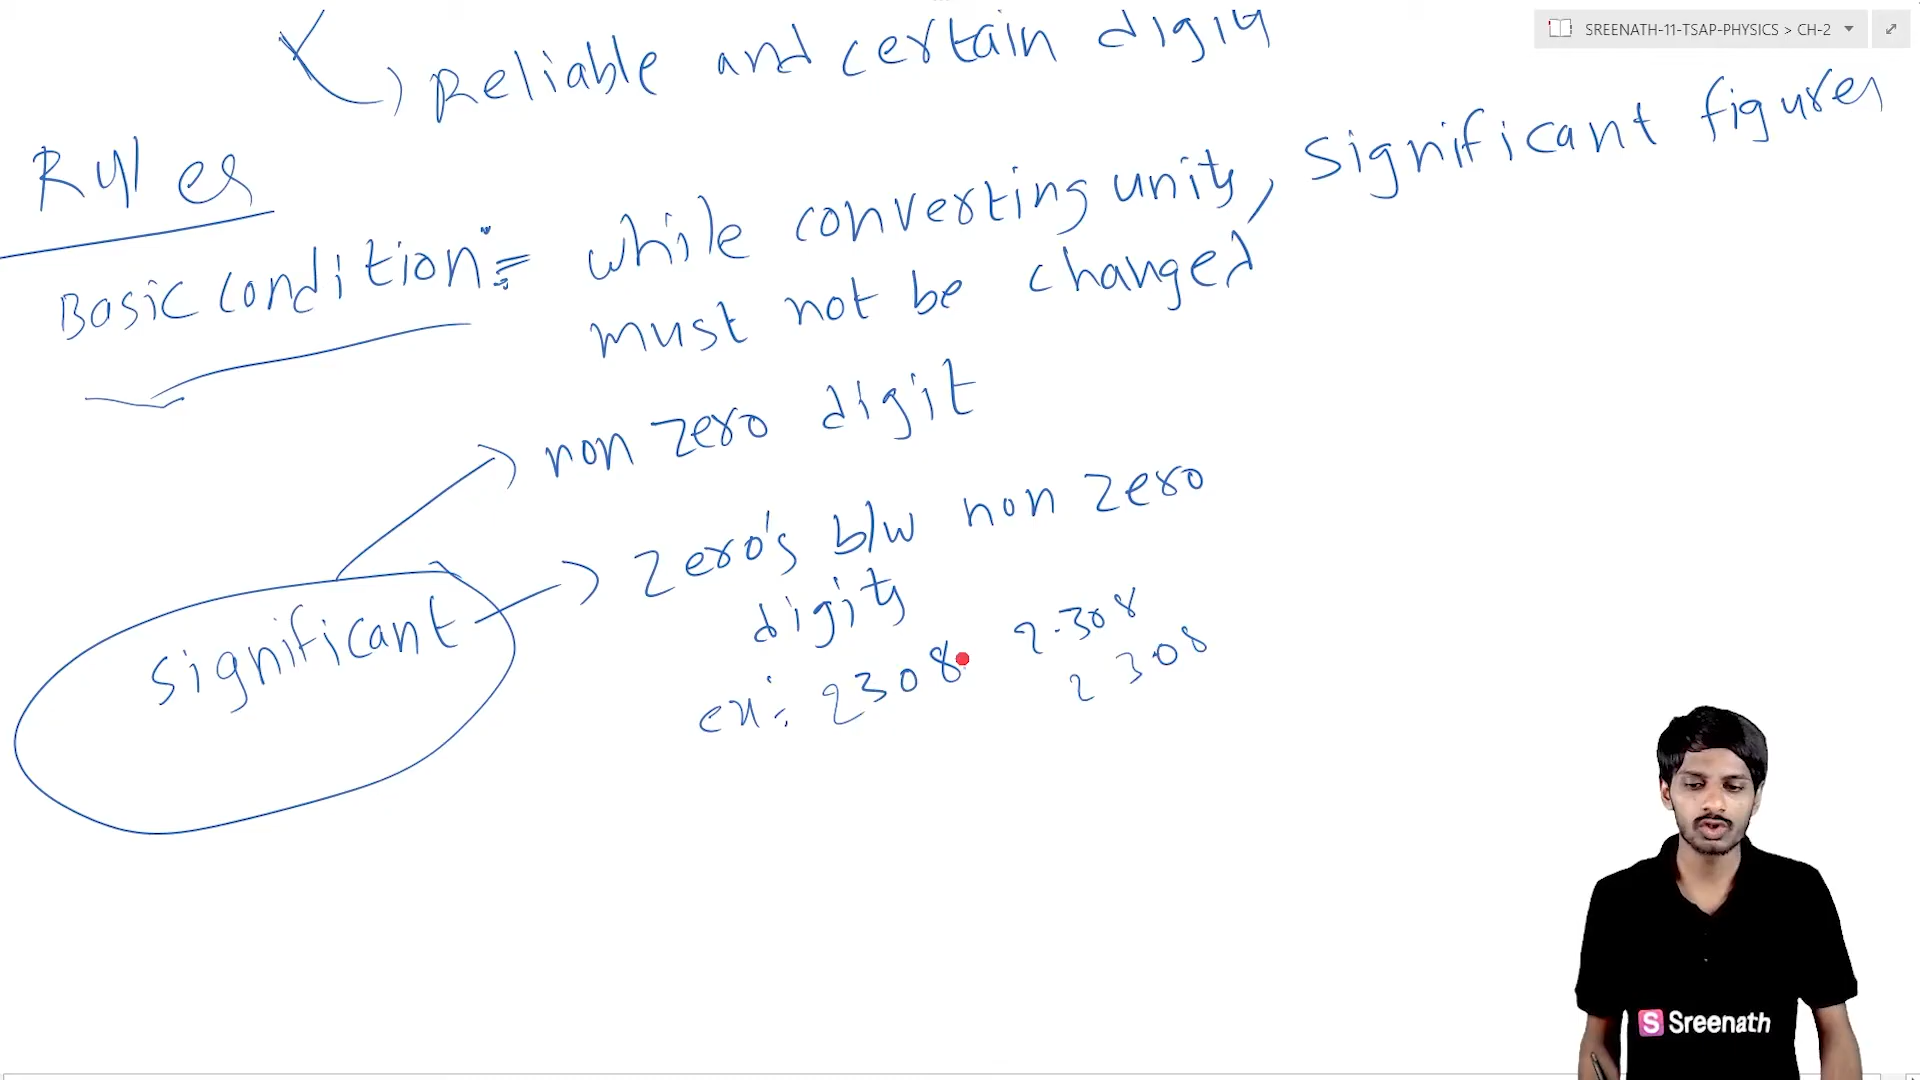 SREENATH-11-TSAP-PHYSICS > CH-2
Reliable and certain digits
Rules
Basic condition:- while converting units, significant figures
must not be changed
non zero digit
zero's b/w non zero
digits
significant
ex:- 2308 2.308
2308
S Sreenath